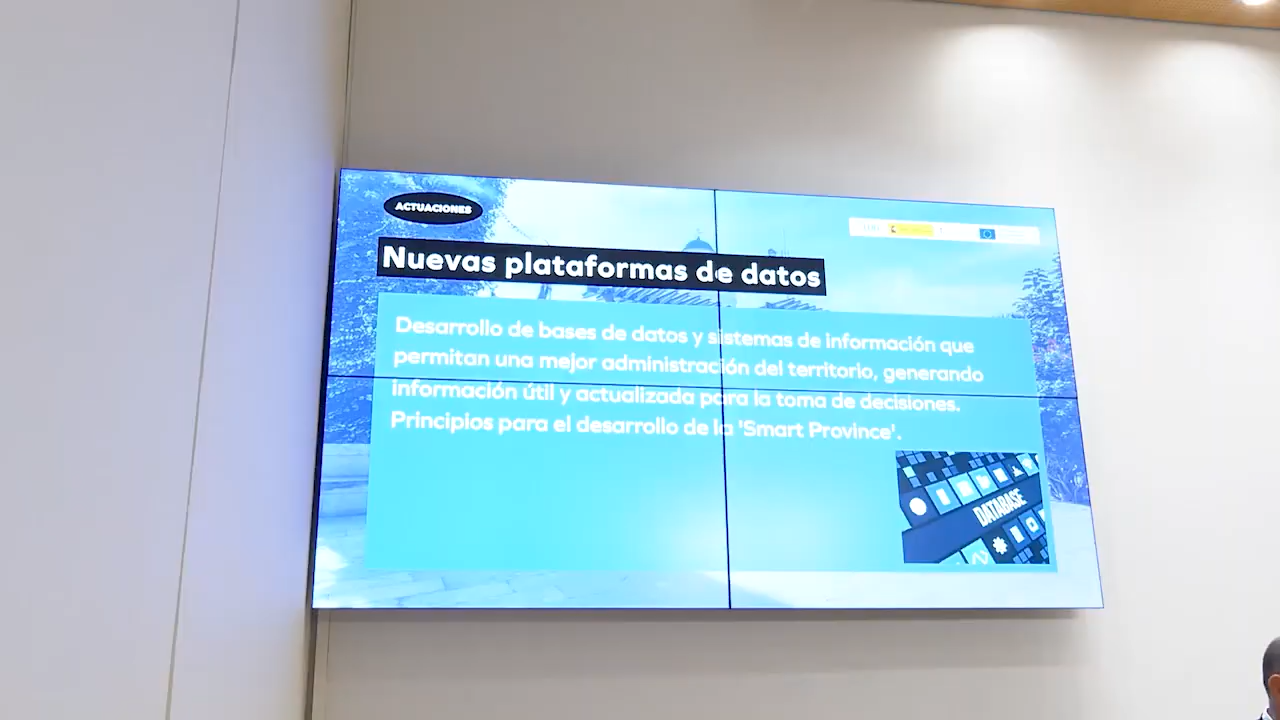 ACTUACIONES
Nuevas plataformas de datos
Desarrollo de bases de datos y sistemas de información que
permitan una mejor administración del territorio, generando
información útil y actualizada para la toma de decisiones.
Principios para el desarrollo de la 'Smart Province'.
DATABASE